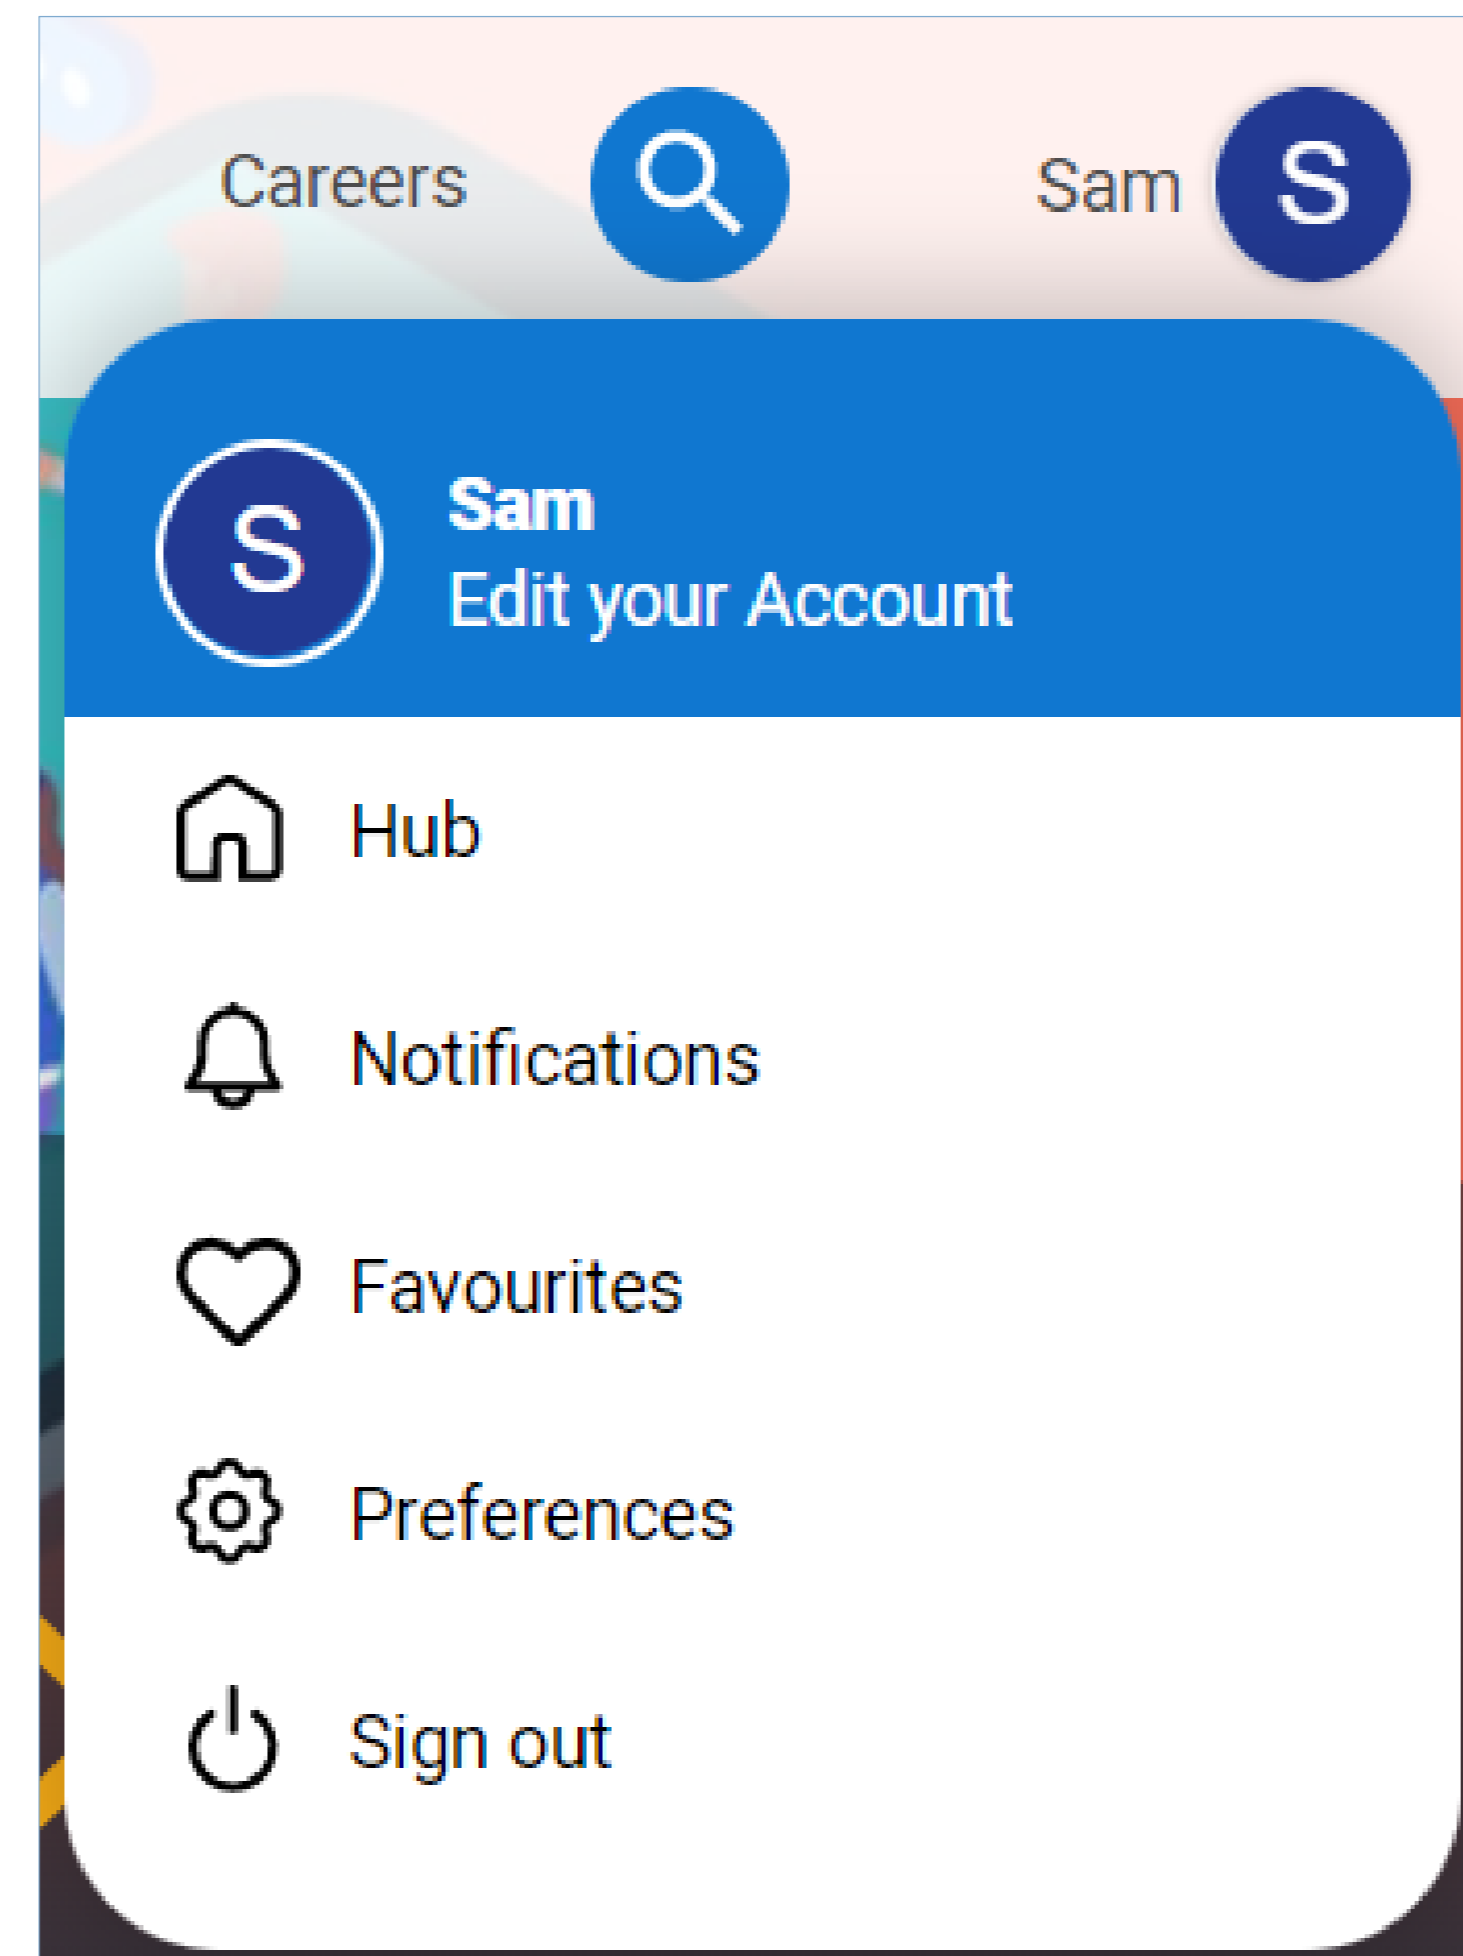 Careers
Sam S
S
Sam
Edit your Account
Hub
Notifications
Favourites
Preferences
Sign out